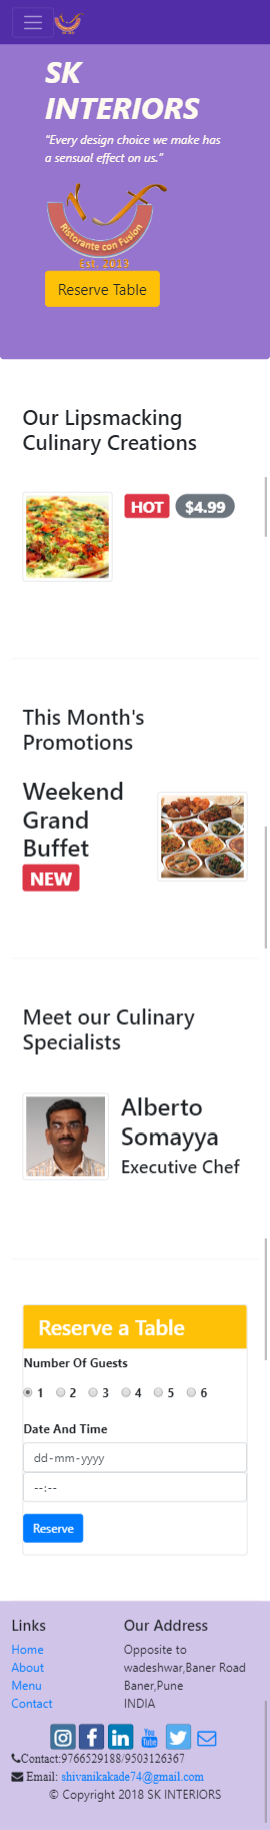 SK
INTERIORS
"Every design choice we make has
a sensual effect on us."
Ristorante con Fusion
Est. 2019
Reserve Table
Our Lipsmacking
Culinary Creations
HOT $4.99
This Month's
Promotions
Weekend
Grand
Buffet
NEW
Meet our Culinary
Specialists
Alberto
Somayya
Executive Chef
Reserve a Table
Number Of Guests
1 2 3 4 5 6
Date And Time
dd-mm-yyyy
--:--
Reserve
Links
Home
About
Menu
Contact
Our Address
Opposite to
wadeshwar,Baner Road
Baner,Pune
INDIA
You
Tube
Contact:9766529188/9503126367
Email: shivanikakade74@gmail.com
© Copyright 2018 SK INTERIORS